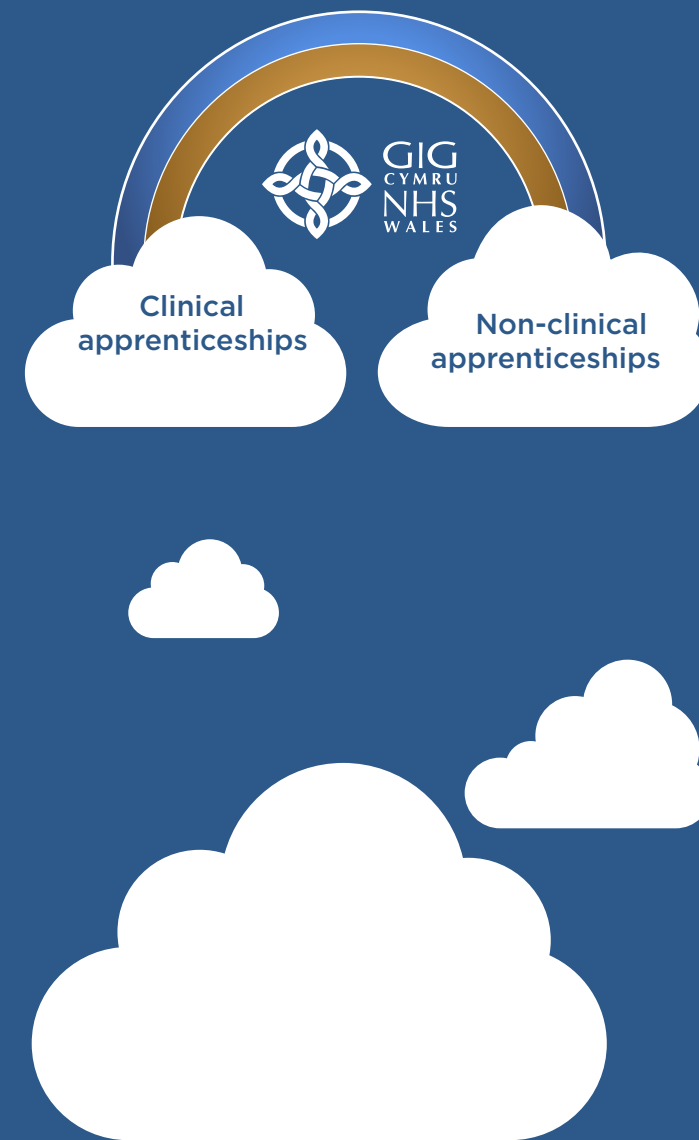 GIG
CYMRU
NHS
WALES
Clinical
apprenticeships
Non-clinical
apprenticeships